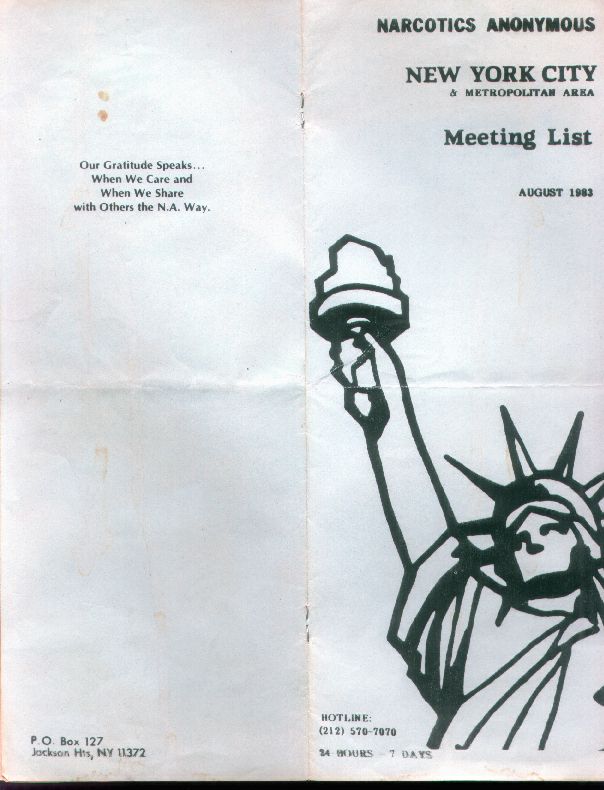 Our Gratitude Speaks...
When We Care and
When We Share
with Others the N.A. Way.
P.O. Box 127
Jackson Hts, NY 11372
NARCOTICS ANONYMOUS
NEW YORK CITY
& METROPOLITAN AREA
Meeting List
AUGUST 1983
HOTLINE:
(212) 570-7070
24 HOURS - 7 DAYS